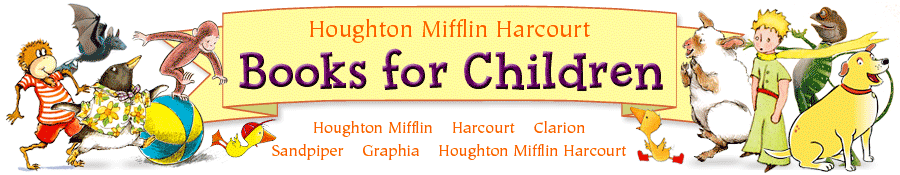 Houghton Mifflin Harcourt
Books for Children
Houghton Mifflin Harcourt Clarion
Sandpiper Graphia Houghton Mifflin Harcourt